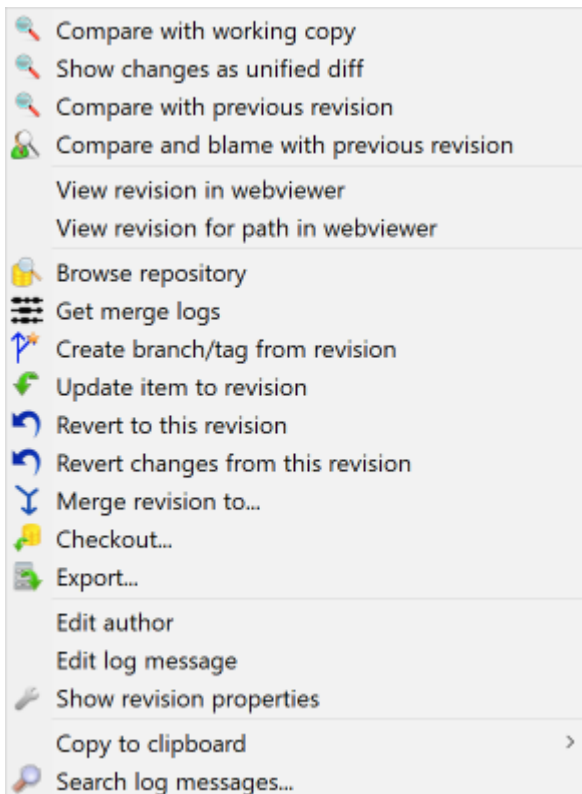 Compare with working copy
Show changes as unified diff
Compare with previous revision
Compare and blame with previous revision
View revision in webviewer
View revision for path in webviewer
Browse repository
Get merge logs
Create branch/tag from revision
Update item to revision
Revert to this revision
Revert changes from this revision
Merge revision to...
Checkout...
Export...
Edit author
Edit log message
Show revision properties
Copy to clipboard
Search log messages...